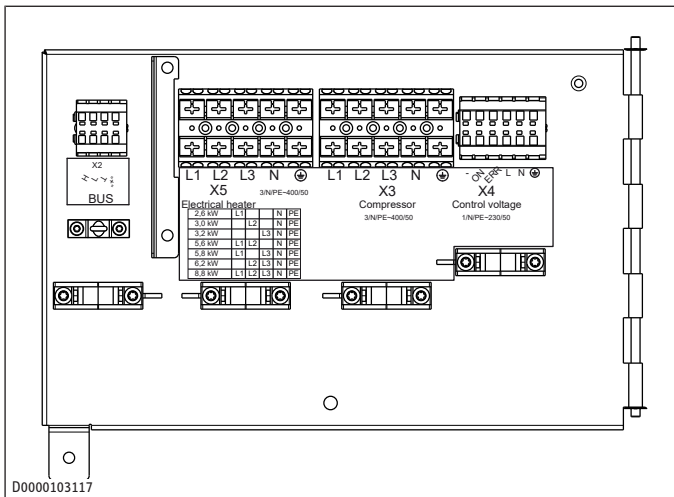 X2
H L ⊥ "+"
BUS
L1 L2 L3 N
X5 3/N/PE~400/50
Electrical heater
2,6 kW L1 N PE
3,0 kW L2 N PE
3,2 kW L3 N PE
5,6 kW L1 L2 N PE
5,8 kW L1 L3 N PE
6,2 kW L2 L3 N PE
8,8 kW L1 L2 L3 N PE
L1 L2 L3 N
X3
Compressor
3/N/PE~400/50
- ON ERR L N
X4
Control voltage
1/N/PE~230/50
D0000103117